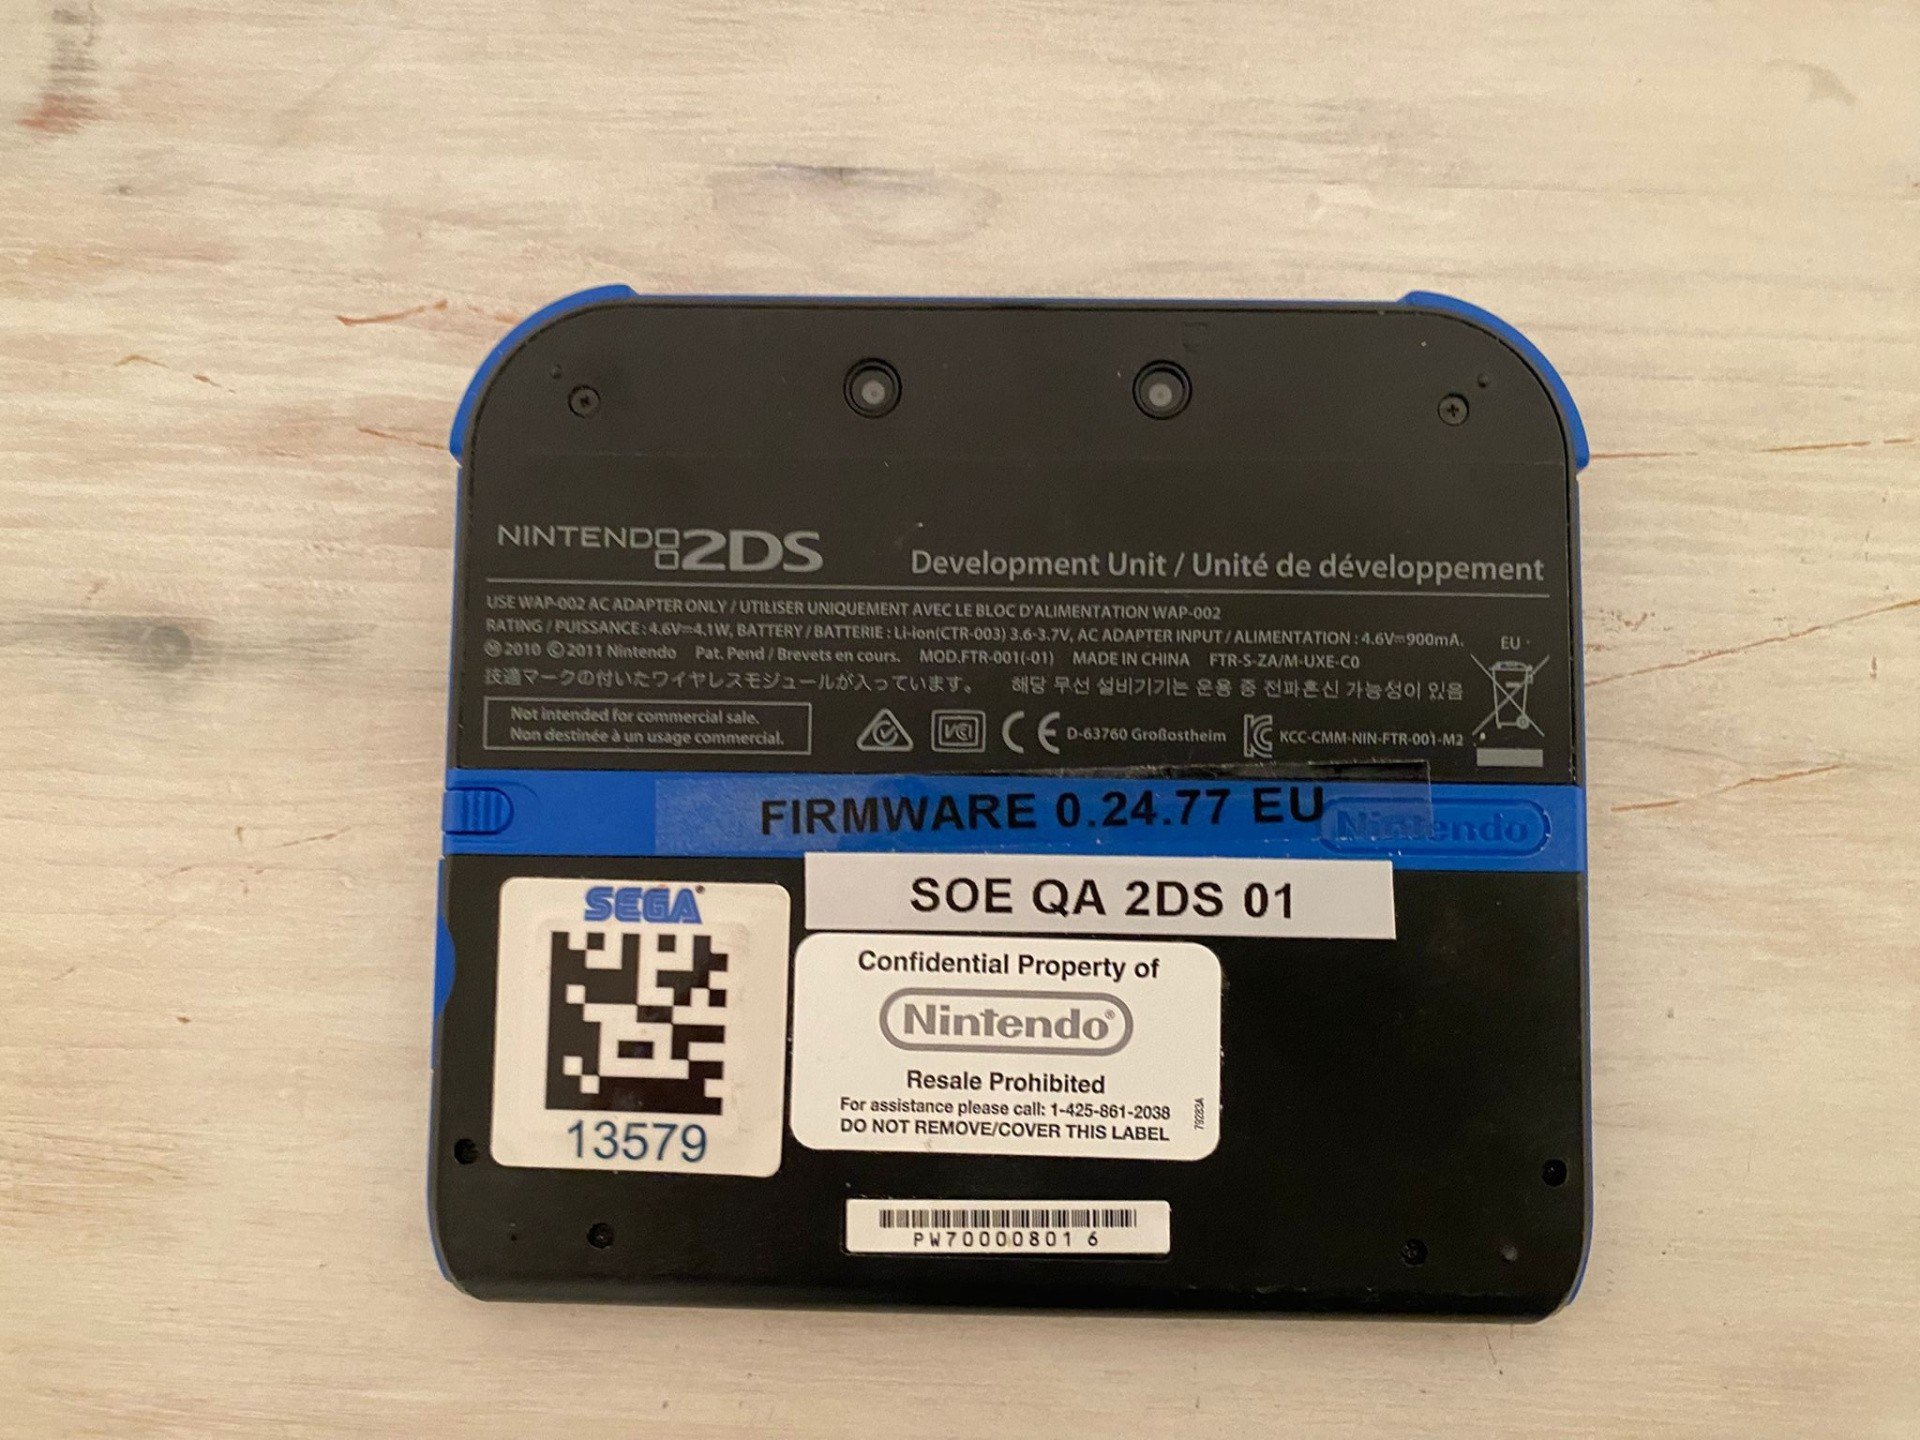 NINTENDO 2DS
Development Unit / Unité de développement
USE WAP-002 AC ADAPTER ONLY / UTILISER UNIQUEMENT AVEC LE BLOC D'ALIMENTATION WAP-002
RATING / PUISSANCE : 4.6V⎓4.1W, BATTERY / BATTERIE : Li-ion(CTR-003) 3.6-3.7V, AC ADAPTER INPUT / ALIMENTATION : 4.6V⎓900mA.
Ⓜ2010 ©2011 Nintendo Pat. Pend / Brevets en cours. MOD.FTR-001(-01) MADE IN CHINA FTR-S-ZA/M-UXE-C0
EU
技適マークの付いたワイヤレスモジュールが入っています。 해당 무선 설비기기는 운용 중 전파혼신 가능성이 있음
Not intended for commercial sale.
Non destinée à un usage commercial.
VCI CE D-63760 Großostheim KCC-CMM-NIN-FTR-001-M2
FIRMWARE 0.24.77 EU
Nintendo
SOE QA 2DS 01
SEGA®
13579
Confidential Property of
Nintendo®
Resale Prohibited
For assistance please call: 1-425-861-2038
DO NOT REMOVE/COVER THIS LABEL
79283A
PW70000801 6